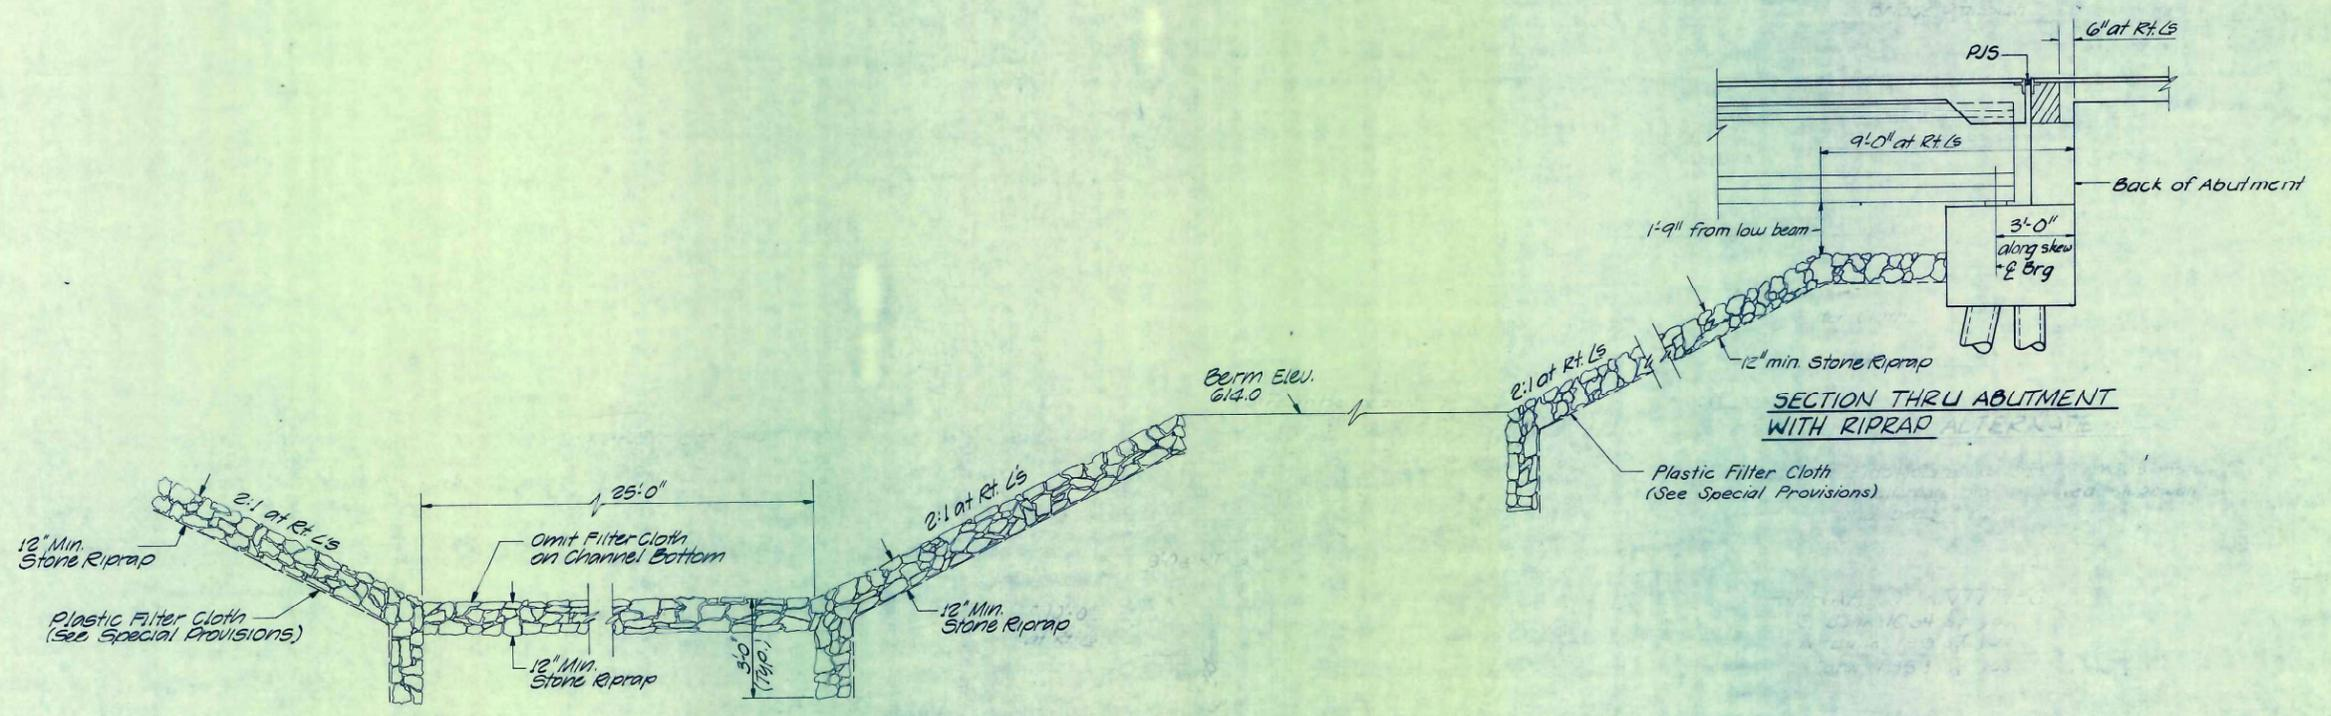 6" at Rt. Ls
PJS
9'-0" at Rt. Ls
Back of Abutment
1'-9" from low beam
3'-0"
along skew
℄ Brg
2:1 at Rt. Ls
12" min. Stone Riprap
SECTION THRU ABUTMENT
WITH RIPRAP ALTERNATE
Plastic Filter Cloth
(See Special Provisions)
Berm Elev.
614.0
2:1 at Rt. L's
25'-0"
Omit Filter Cloth
on Channel Bottom
2:1 at Rt. L's
12" Min.
Stone Riprap
Plastic Filter Cloth
(See Special Provisions)
12" Min.
Stone Riprap
3'-0"
(Typ.)
12" Min.
Stone Riprap